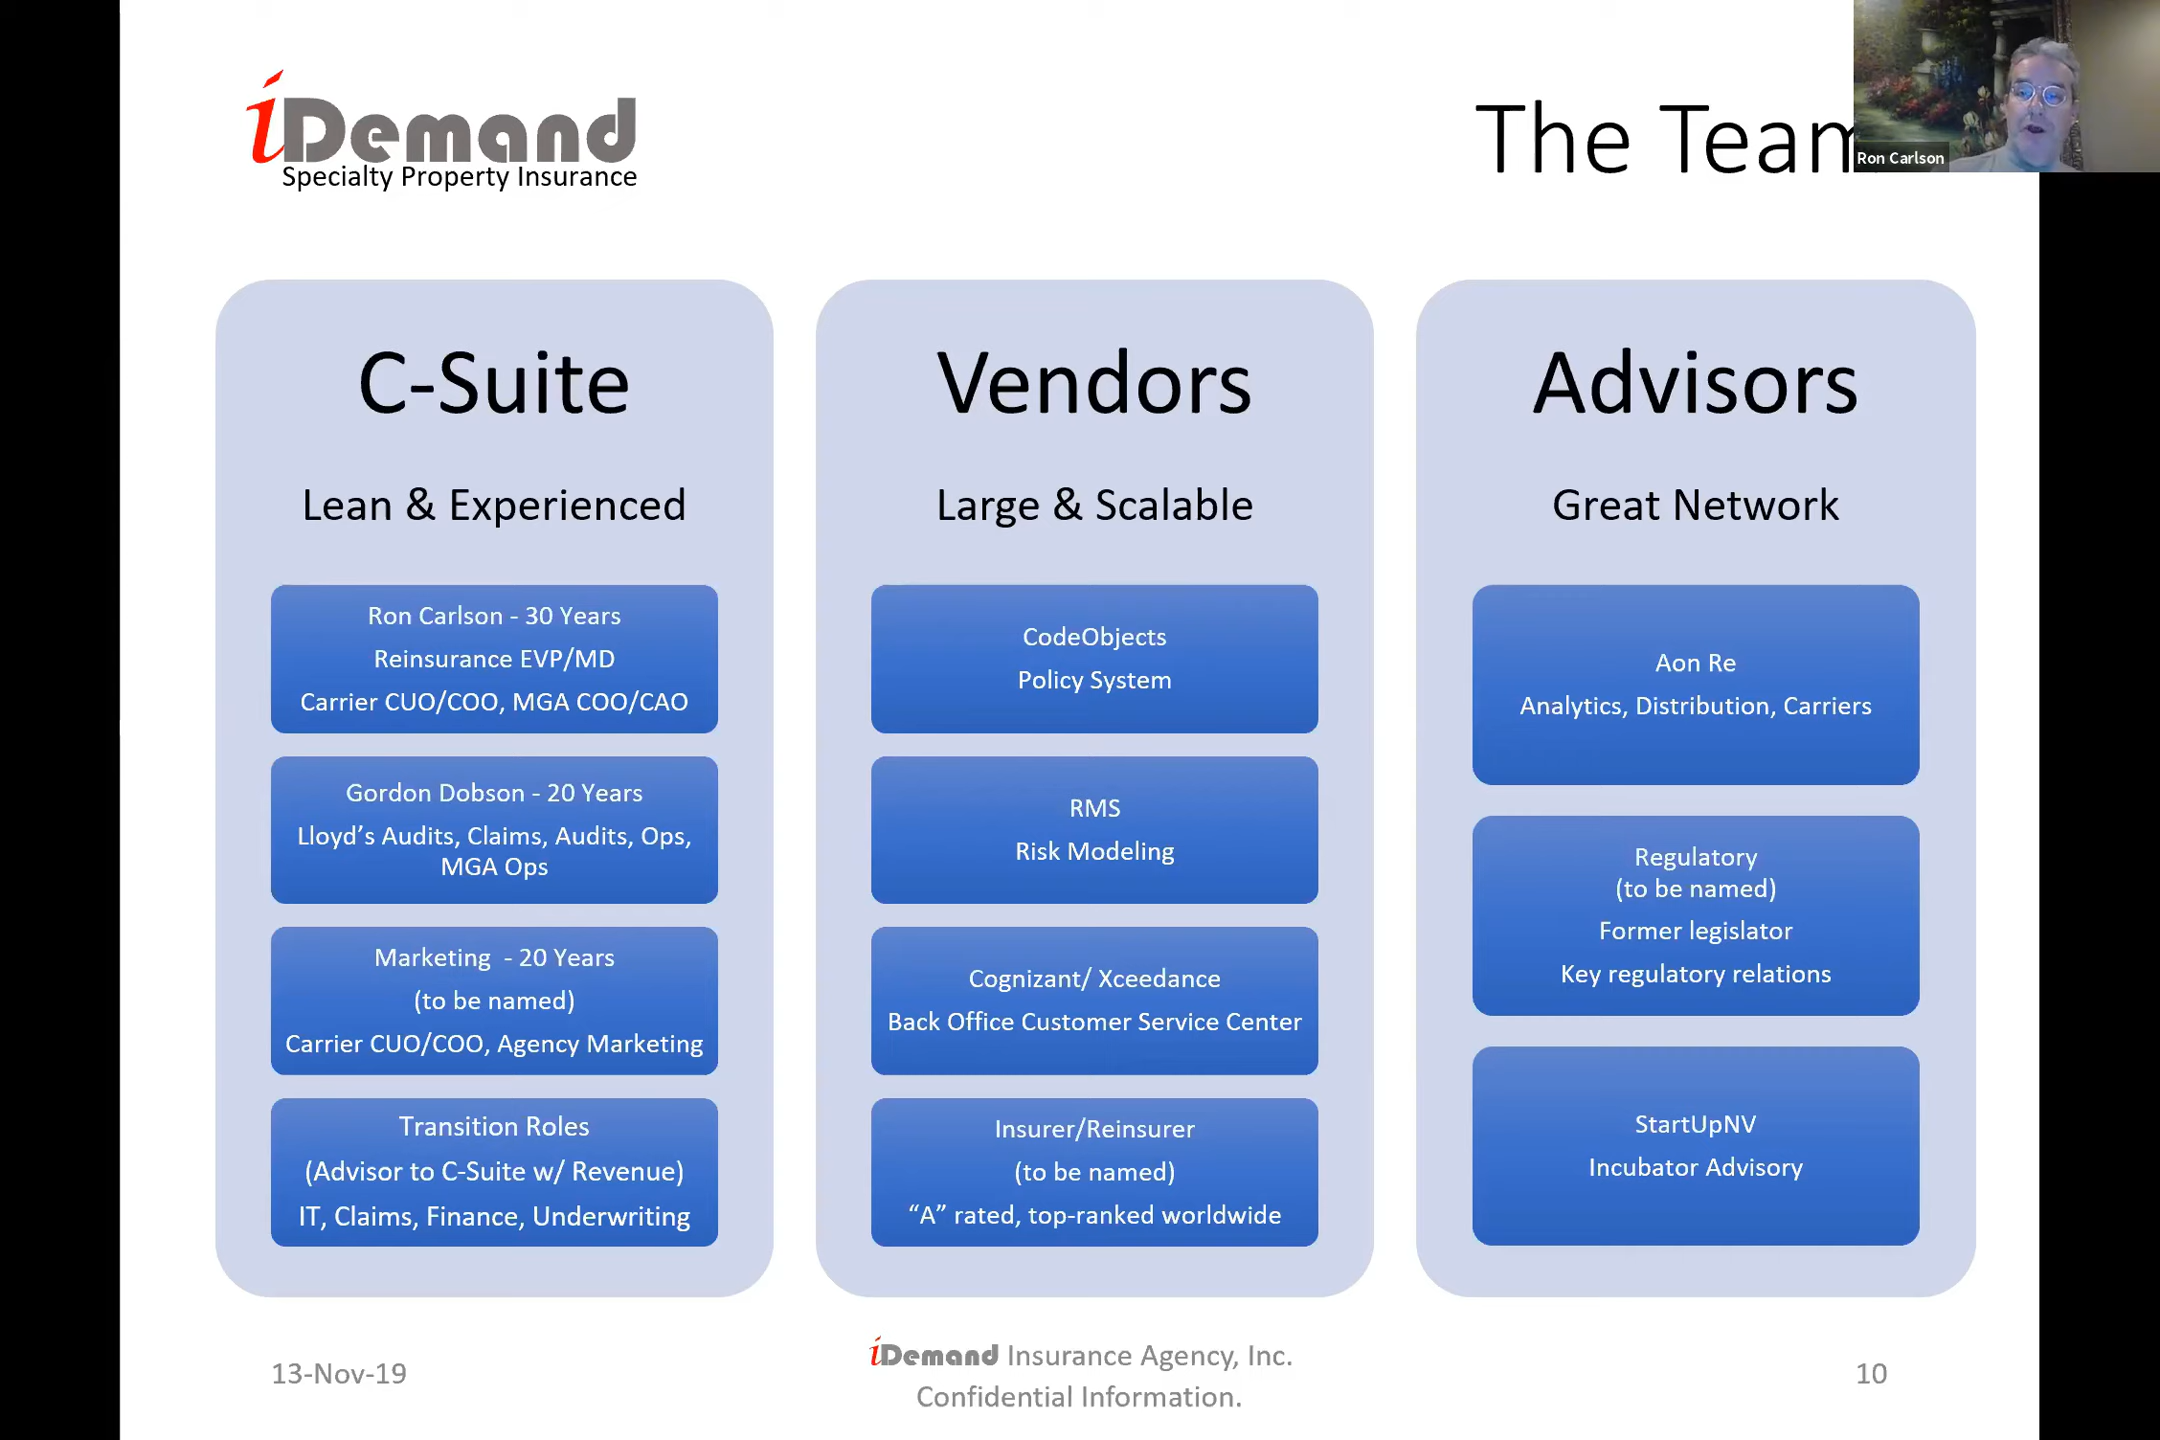 iDemand
Specialty Property Insurance
The Team
Ron Carlson
C-Suite
Lean & Experienced
Ron Carlson - 30 Years
Reinsurance EVP/MD
Carrier CUO/COO, MGA COO/CAO
Gordon Dobson - 20 Years
Lloyd’s Audits, Claims, Audits, Ops,
MGA Ops
Marketing - 20 Years
(to be named)
Carrier CUO/COO, Agency Marketing
Transition Roles
(Advisor to C-Suite w/ Revenue)
IT, Claims, Finance, Underwriting
Vendors
Large & Scalable
CodeObjects
Policy System
RMS
Risk Modeling
Cognizant/ Xceedance
Back Office Customer Service Center
Insurer/Reinsurer
(to be named)
“A” rated, top-ranked worldwide
Advisors
Great Network
Aon Re
Analytics, Distribution, Carriers
Regulatory
(to be named)
Former legislator
Key regulatory relations
StartUpNV
Incubator Advisory
13-Nov-19
iDemand Insurance Agency, Inc.
Confidential Information.
10